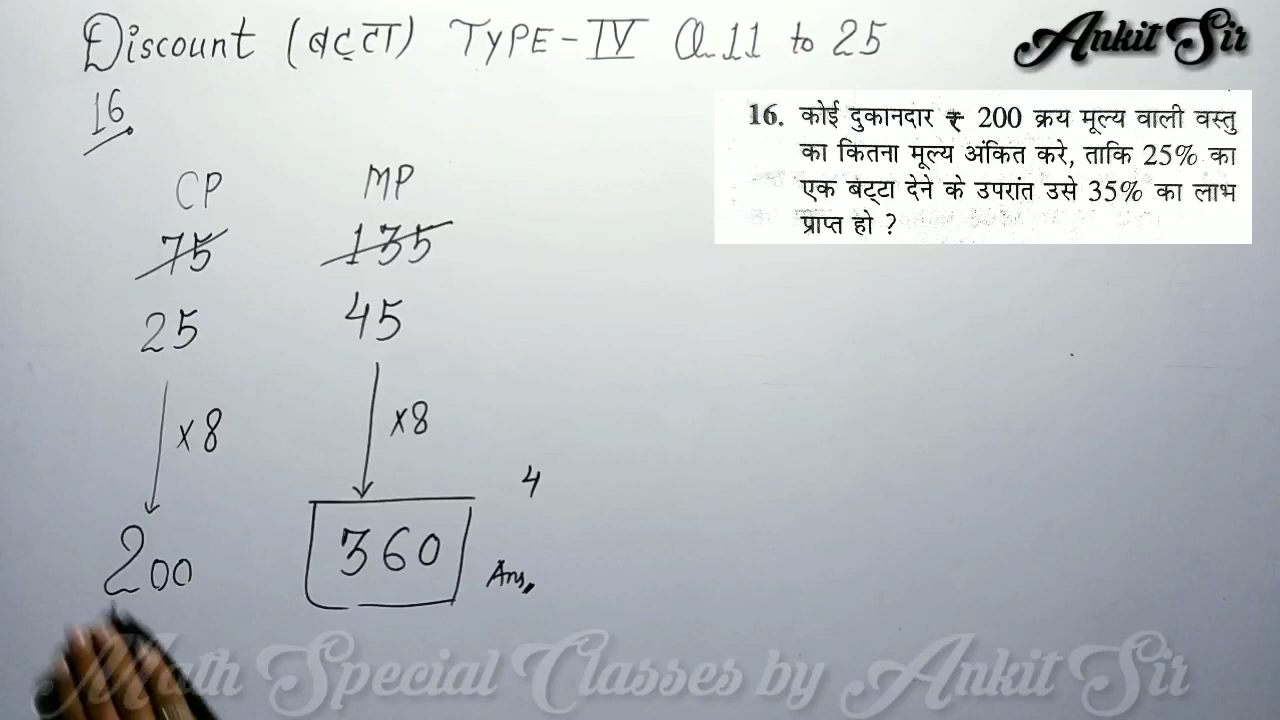 Discount (बट्टा) TYPE-IV Q.11 to 25
Ankit Sir
16
16. कोई दुकानदार ₹ 200 क्रय मूल्य वाली वस्तु
का कितना मूल्य अंकित करे, ताकि 25% का
एक बट्टा देने के उपरांत उसे 35% का लाभ
प्राप्त हो ?
CP MP
75 135
25 45
×8 ×8
4
200 360 Ans,
Math Special Classes by Ankit Sir